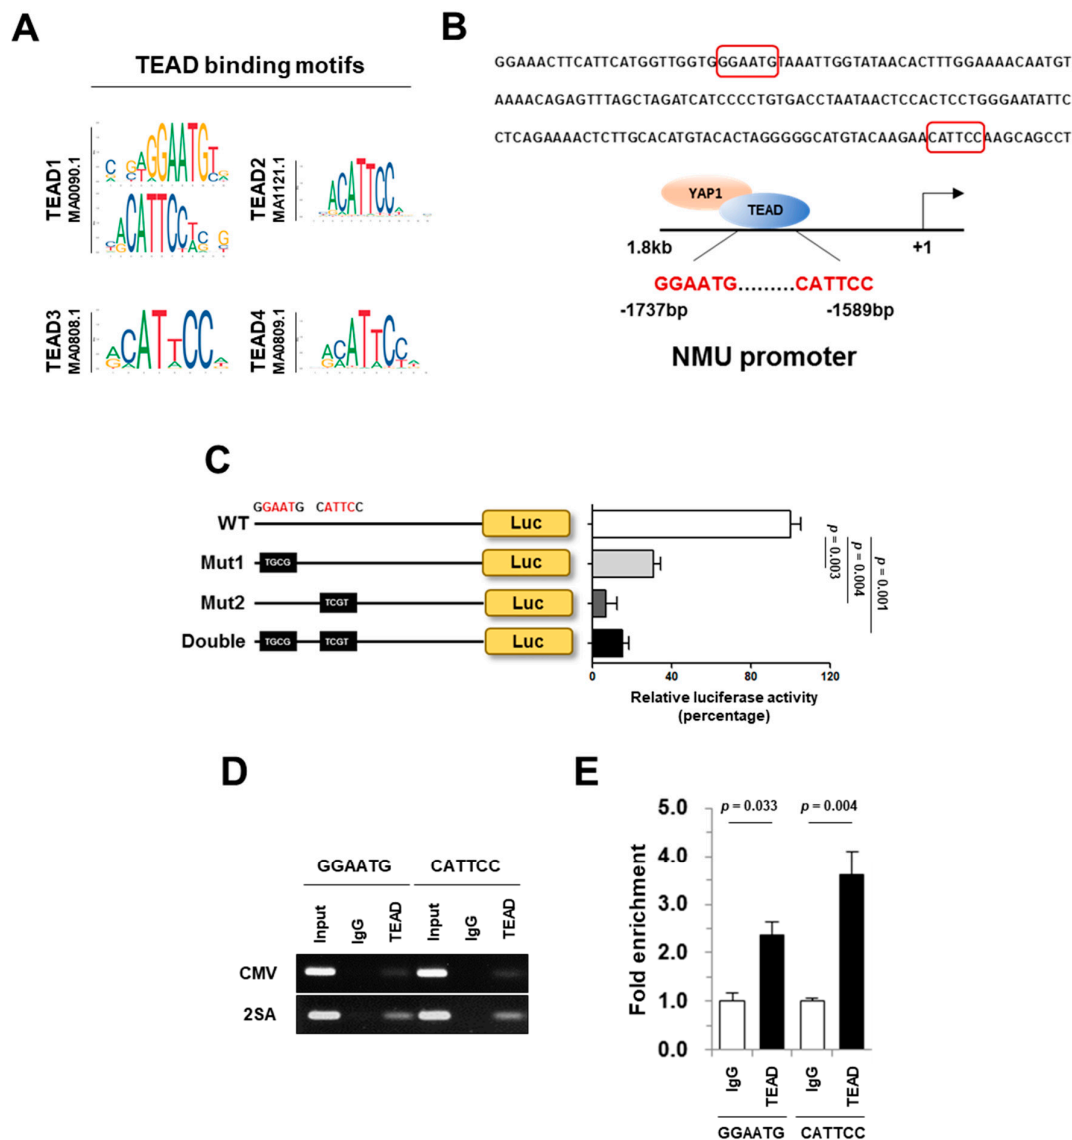 A
TEAD binding motifs
TEAD1
MA0090.1
TEAD2
MA1121.1
TEAD3
MA0808.1
TEAD4
MA0809.1
B
GGAAACTTCATTCATGGTTGGTGGGAATGTAAATTGGTATAACACTTTGGAAAACAATGT
AAAACAGAGTTTAGCTAGATCATCCCCTGTGACCTAATAACTCCACTCCTGGGAATATTC
CTCAGAAAACTCTTGCACATGTACACTAGGGGGCATGTACAAGAACATTCCAAGCAGCCT
YAP1
TEAD
1.8kb
+1
GGAATG.........CATTCC
-1737bp
-1589bp
NMU promoter
C
GGAATG CATTCC
WT
Luc
Mut1
TGCG
Luc
Mut2
TCGT
Luc
Double
TGCG
TCGT
Luc
p = 0.003
p = 0.004
p = 0.001
0 40 80 120
Relative luciferase activity
(percentage)
D
GGAATG CATTCC
Input IgG TEAD Input IgG TEAD
CMV
2SA
E
p = 0.033 p = 0.004
5.0
4.0
3.0
2.0
1.0
0.0
Fold enrichment
IgG TEAD IgG TEAD
GGAATG CATTCC